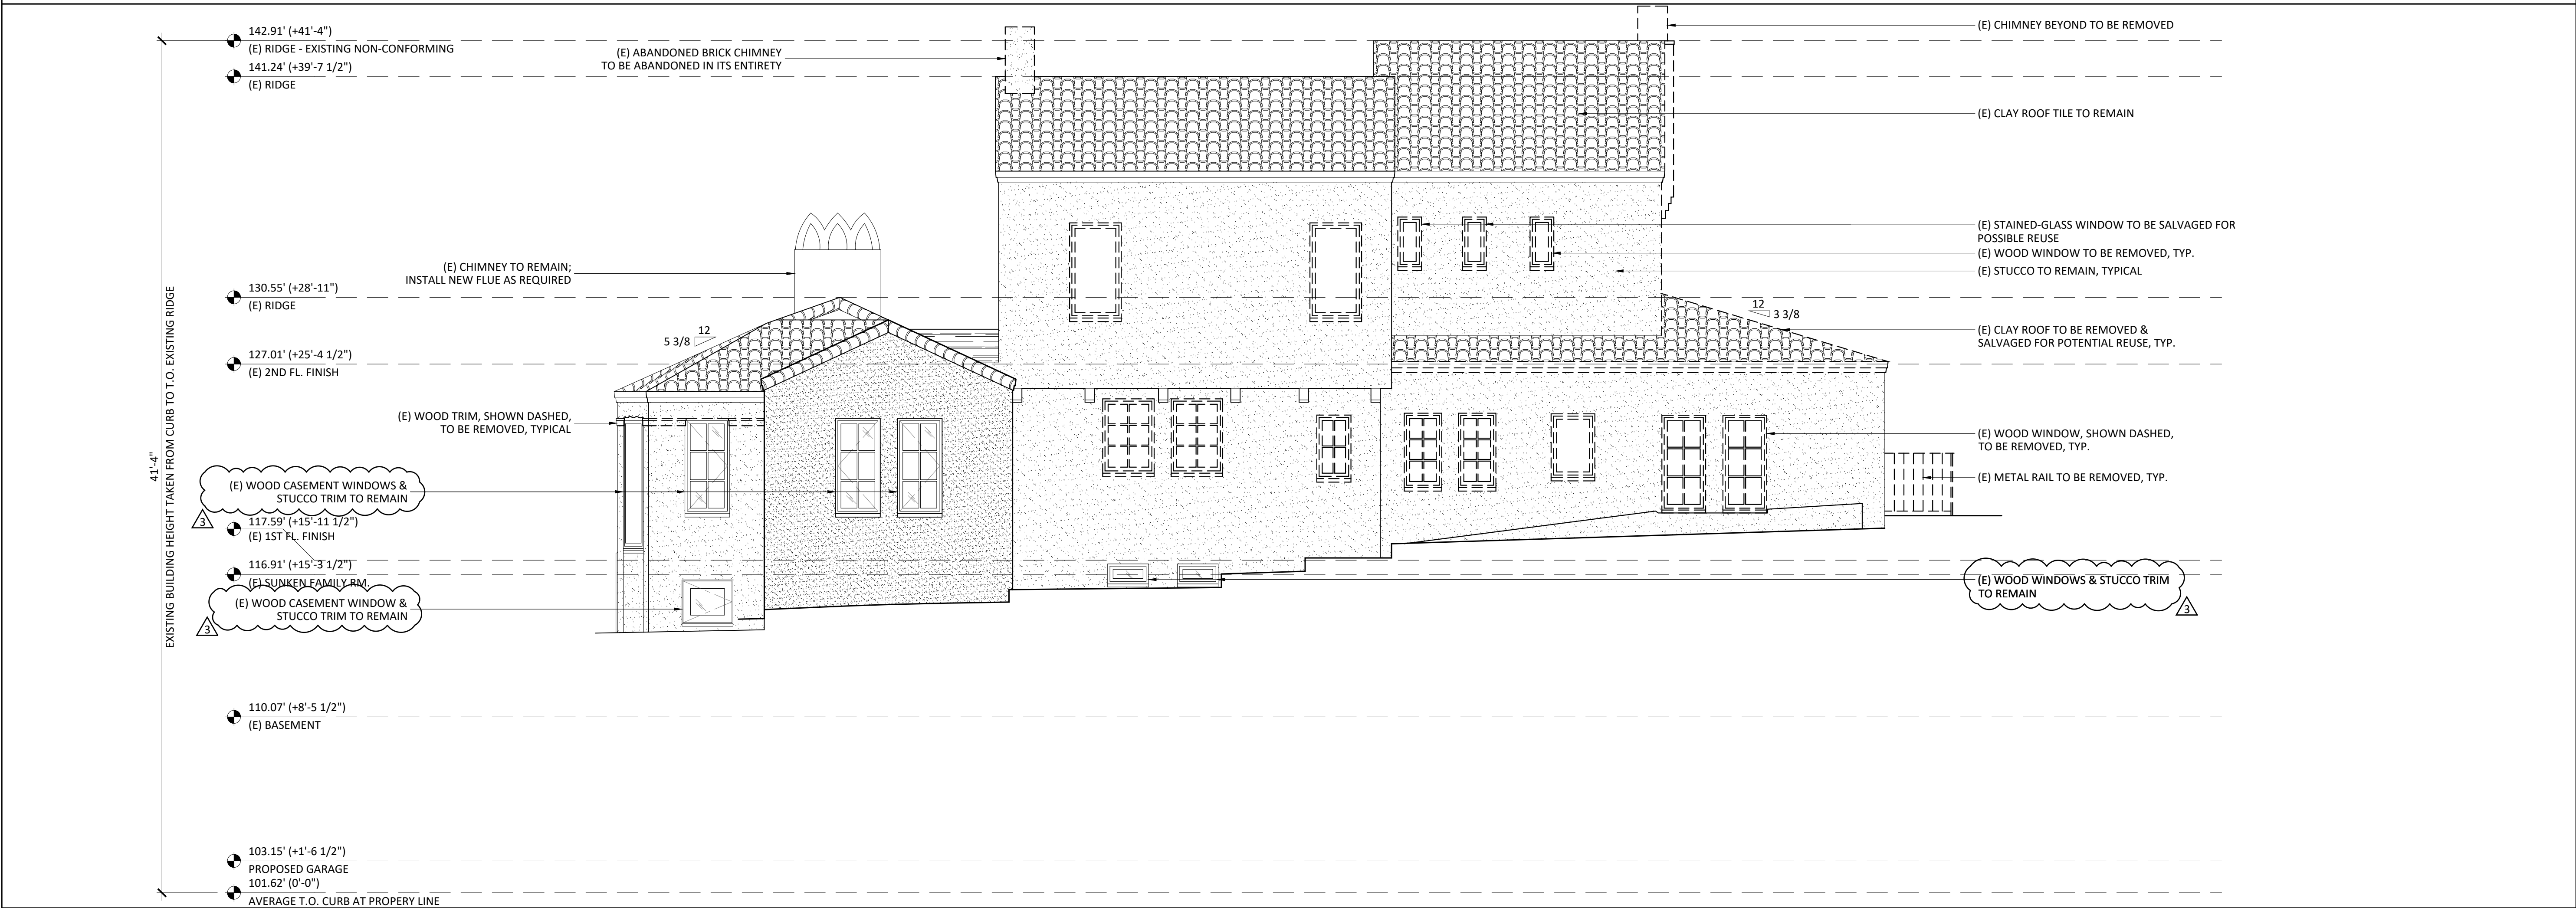 142.91' (+41'-4")
(E) RIDGE - EXISTING NON-CONFORMING
141.24' (+39'-7 1/2")
(E) RIDGE
130.55' (+28'-11")
(E) RIDGE
127.01' (+25'-4 1/2")
(E) 2ND FL. FINISH
117.59' (+15'-11 1/2")
(E) 1ST FL. FINISH
116.91' (+15'-3 1/2")
(E) SUNKEN FAMILY RM.
110.07' (+8'-5 1/2")
(E) BASEMENT
103.15' (+1'-6 1/2")
PROPOSED GARAGE
101.62' (0'-0")
AVERAGE T.O. CURB AT PROPERY LINE
41'-4"
EXISTING BUILDING HEIGHT TAKEN FROM CURB TO T.O. EXISTING RIDGE
(E) ABANDONED BRICK CHIMNEY
TO BE ABANDONED IN ITS ENTIRETY
(E) CHIMNEY TO REMAIN;
INSTALL NEW FLUE AS REQUIRED
12
5 3/8
(E) WOOD TRIM, SHOWN DASHED,
TO BE REMOVED, TYPICAL
(E) WOOD CASEMENT WINDOWS &
STUCCO TRIM TO REMAIN
3
(E) WOOD CASEMENT WINDOW &
STUCCO TRIM TO REMAIN
3
(E) CHIMNEY BEYOND TO BE REMOVED
(E) CLAY ROOF TILE TO REMAIN
(E) STAINED-GLASS WINDOW TO BE SALVAGED FOR
POSSIBLE REUSE
(E) WOOD WINDOW TO BE REMOVED, TYP.
(E) STUCCO TO REMAIN, TYPICAL
12
3 3/8
(E) CLAY ROOF TO BE REMOVED &
SALVAGED FOR POTENTIAL REUSE, TYP.
(E) WOOD WINDOW, SHOWN DASHED,
TO BE REMOVED, TYP.
(E) METAL RAIL TO BE REMOVED, TYP.
(E) WOOD WINDOWS & STUCCO TRIM
TO REMAIN
3